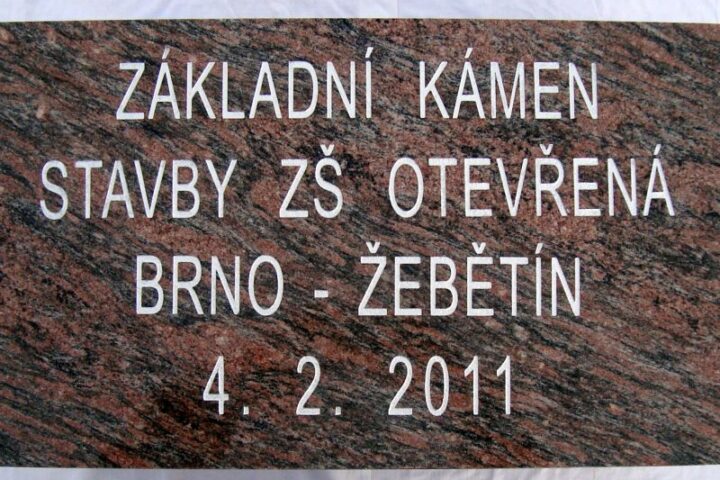 ZÁKLADNÍ KÁMEN
STAVBY ZŠ OTEVŘENÁ
BRNO - ŽEBĚTÍN
4. 2. 2011